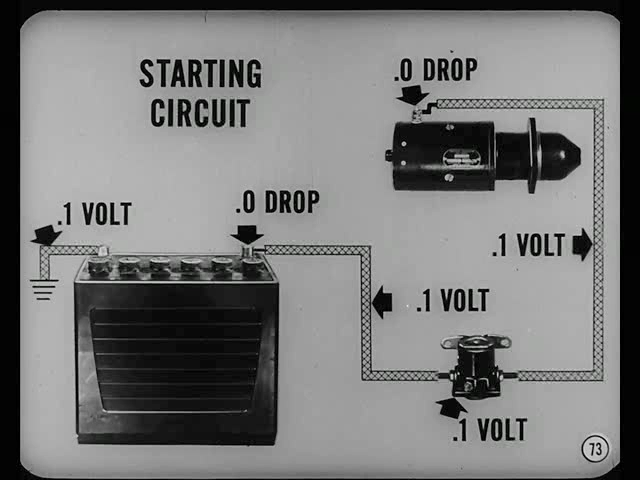 STARTING
CIRCUIT
.0 DROP
.1 VOLT
.0 DROP
.1 VOLT
.1 VOLT
.1 VOLT
73